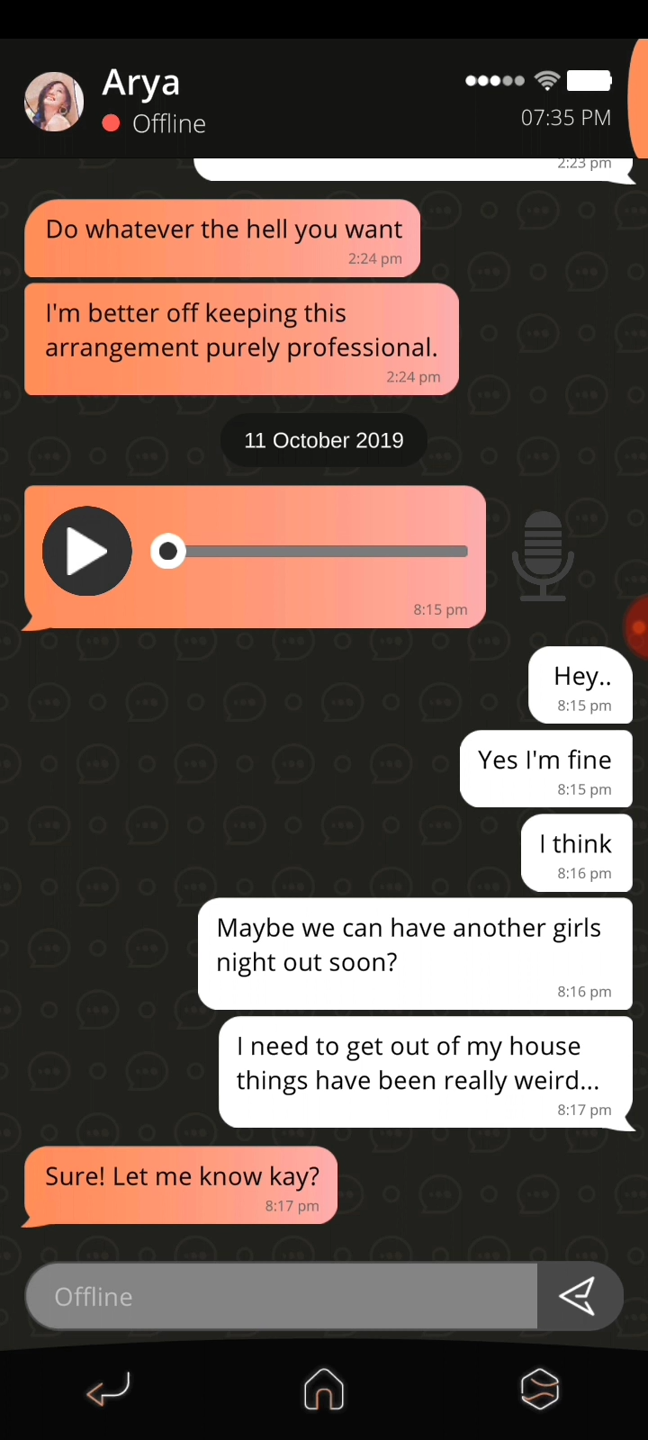 Arya
Offline
07:35 PM
2:23 pm
Do whatever the hell you want
2:24 pm
I'm better off keeping this
arrangement purely professional.
2:24 pm
11 October 2019
8:15 pm
Hey..
8:15 pm
Yes I'm fine
8:15 pm
I think
8:16 pm
Maybe we can have another girls
night out soon?
8:16 pm
I need to get out of my house
things have been really weird...
8:17 pm
Sure! Let me know kay?
8:17 pm
Offline